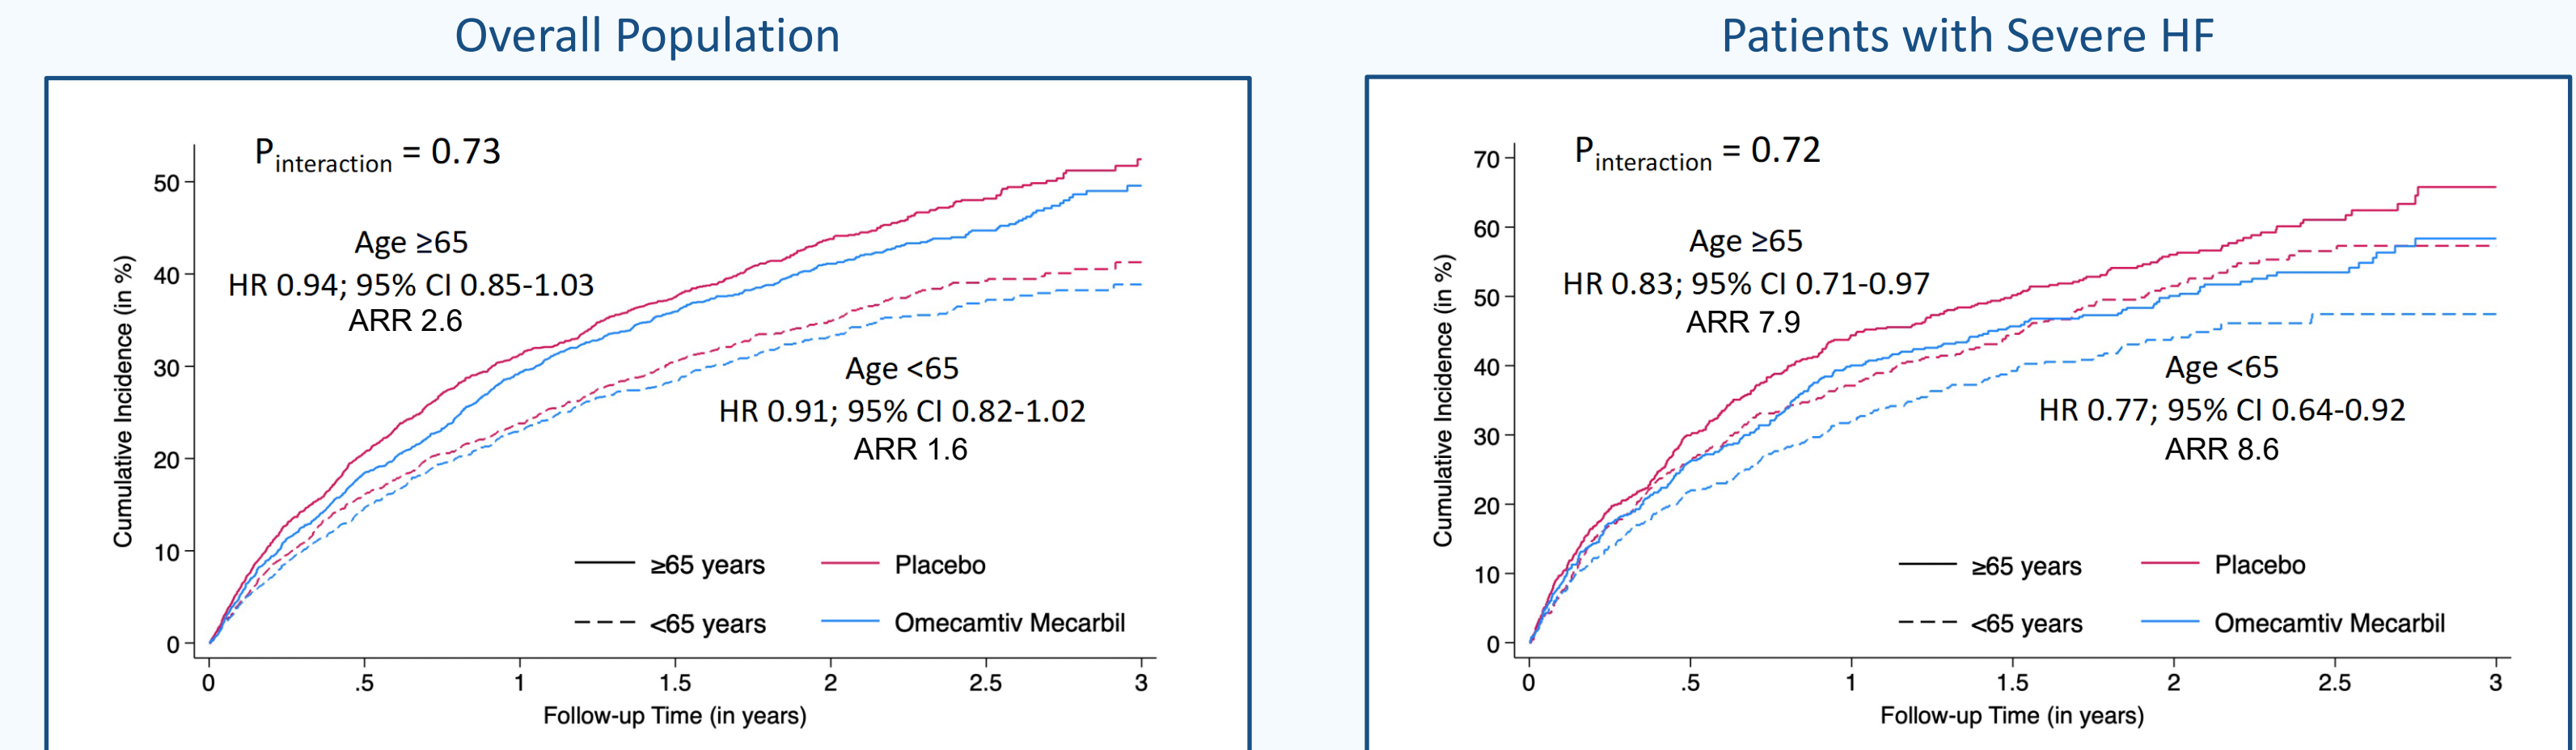 Overall Population
P interaction = 0.73
Age ≥65
HR 0.94; 95% CI 0.85-1.03
ARR 2.6
Age <65
HR 0.91; 95% CI 0.82-1.02
ARR 1.6
Cumulative Incidence (in %)
50
40
30
20
10
0
≥65 years
Placebo
<65 years
Omecamtiv Mecarbil
0 .5 1 1.5 2 2.5 3
Follow-up Time (in years)
Patients with Severe HF
P interaction = 0.72
Age ≥65
HR 0.83; 95% CI 0.71-0.97
ARR 7.9
Age <65
HR 0.77; 95% CI 0.64-0.92
ARR 8.6
Cumulative Incidence (in %)
70
60
50
40
30
20
10
0
≥65 years
Placebo
<65 years
Omecamtiv Mecarbil
0 .5 1 1.5 2 2.5 3
Follow-up Time (in years)